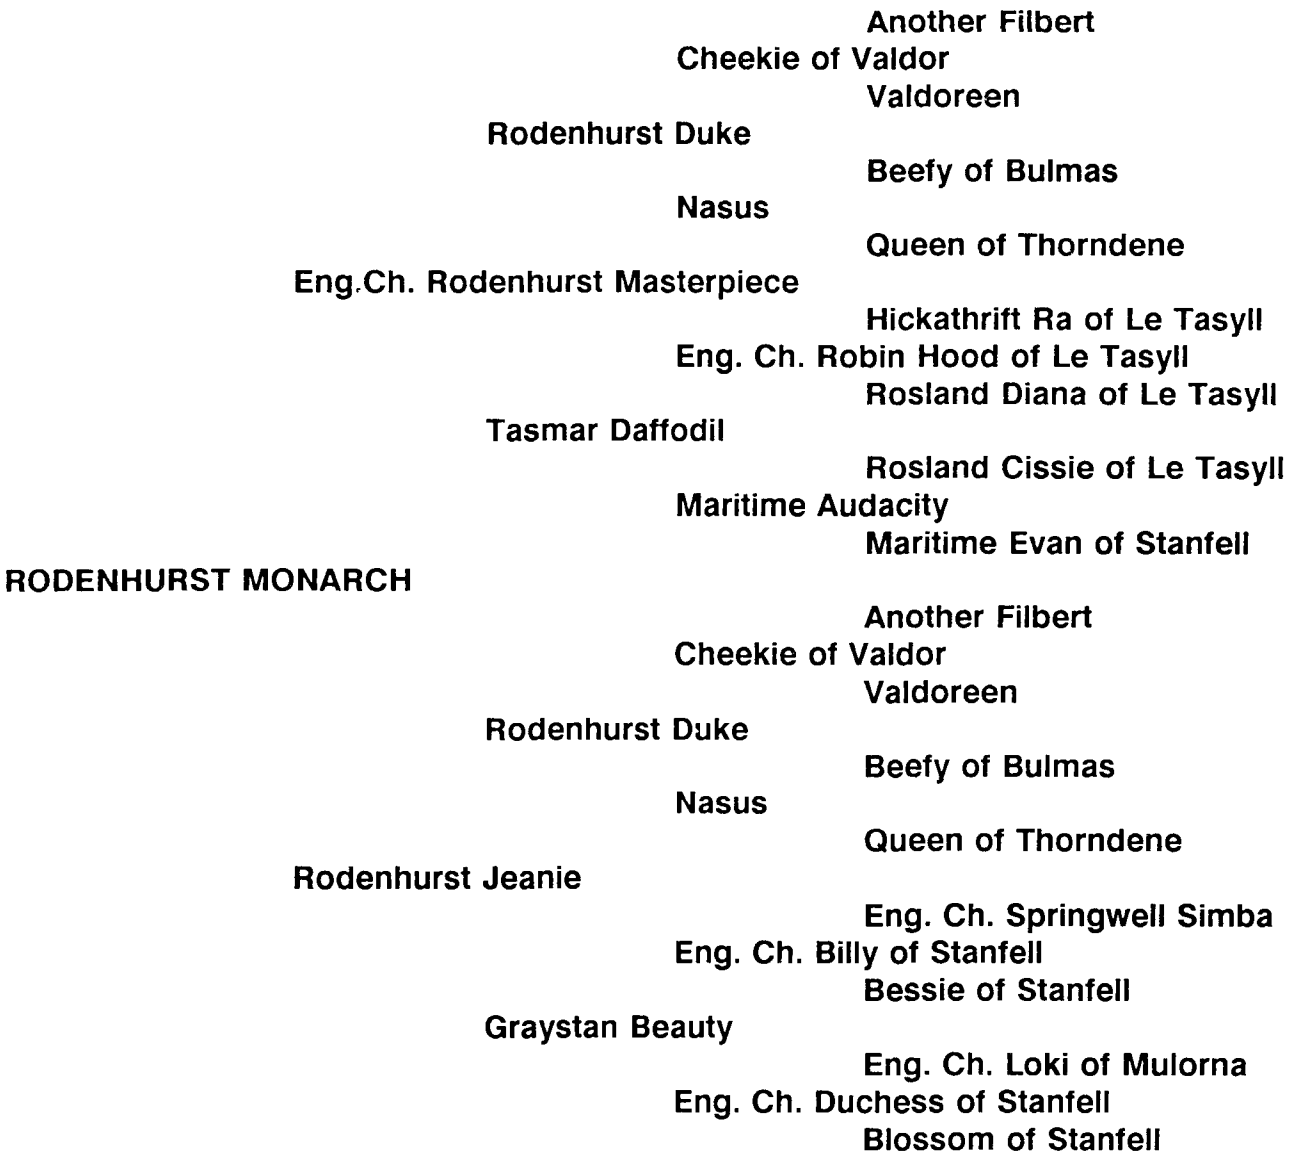 Another Filbert
Cheekie of Valdor
Valdoreen
Rodenhurst Duke
Beefy of Bulmas
Nasus
Queen of Thorndene
Eng.Ch. Rodenhurst Masterpiece
Hickathrift Ra of Le Tasyll
Eng. Ch. Robin Hood of Le Tasyll
Rosland Diana of Le Tasyll
Tasmar Daffodil
Rosland Cissie of Le Tasyll
Maritime Audacity
Maritime Evan of Stanfell
RODENHURST MONARCH
Another Filbert
Cheekie of Valdor
Valdoreen
Rodenhurst Duke
Beefy of Bulmas
Nasus
Queen of Thorndene
Rodenhurst Jeanie
Eng. Ch. Springwell Simba
Eng. Ch. Billy of Stanfell
Bessie of Stanfell
Graystan Beauty
Eng. Ch. Loki of Mulorna
Eng. Ch. Duchess of Stanfell
Blossom of Stanfell